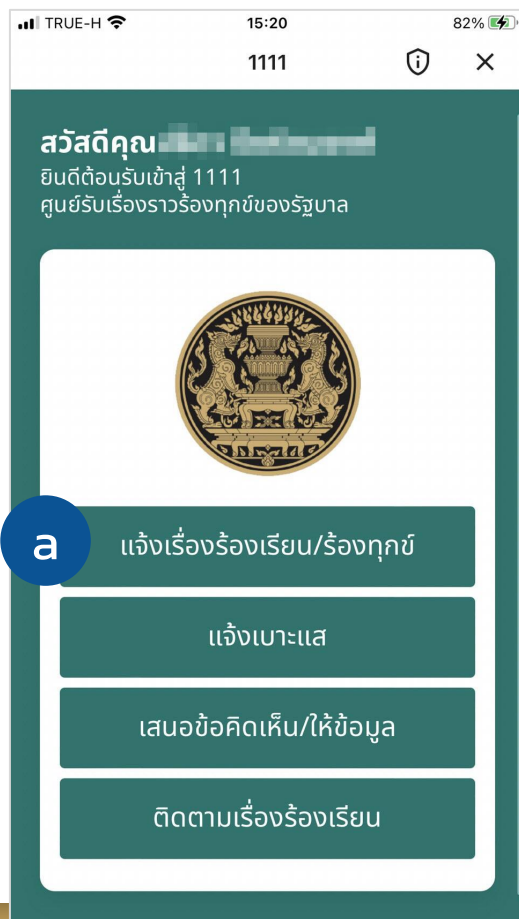 TRUE-H 15:20 82%
1111
สวัสดีคุณ
ยินดีต้อนรับเข้าสู่ 1111
ศูนย์รับเรื่องราวร้องทุกข์ของรัฐบาล
a แจ้งเรื่องร้องเรียน/ร้องทุกข์
แจ้งเบาะแส
เสนอข้อคิดเห็น/ให้ข้อมูล
ติดตามเรื่องร้องเรียน